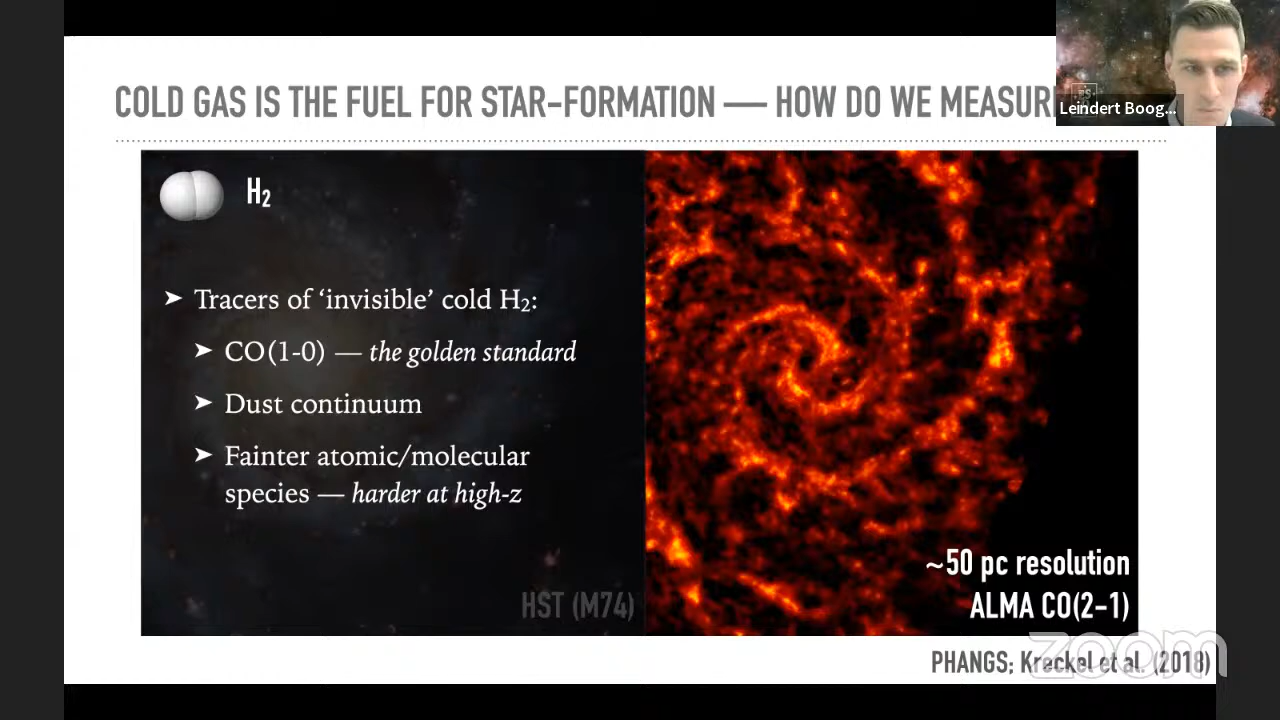 COLD GAS IS THE FUEL FOR STAR-FORMATION — HOW DO WE MEASUR
Leindert Boog...
H₂
➤ Tracers of ‘invisible’ cold H₂:
➤ CO(1-0) — the golden standard
➤ Dust continuum
➤ Fainter atomic/molecular
species — harder at high-z
HST (M74)
~50 pc resolution
ALMA CO(2-1)
PHANGS; Kreckel et al. (2018)
zoom